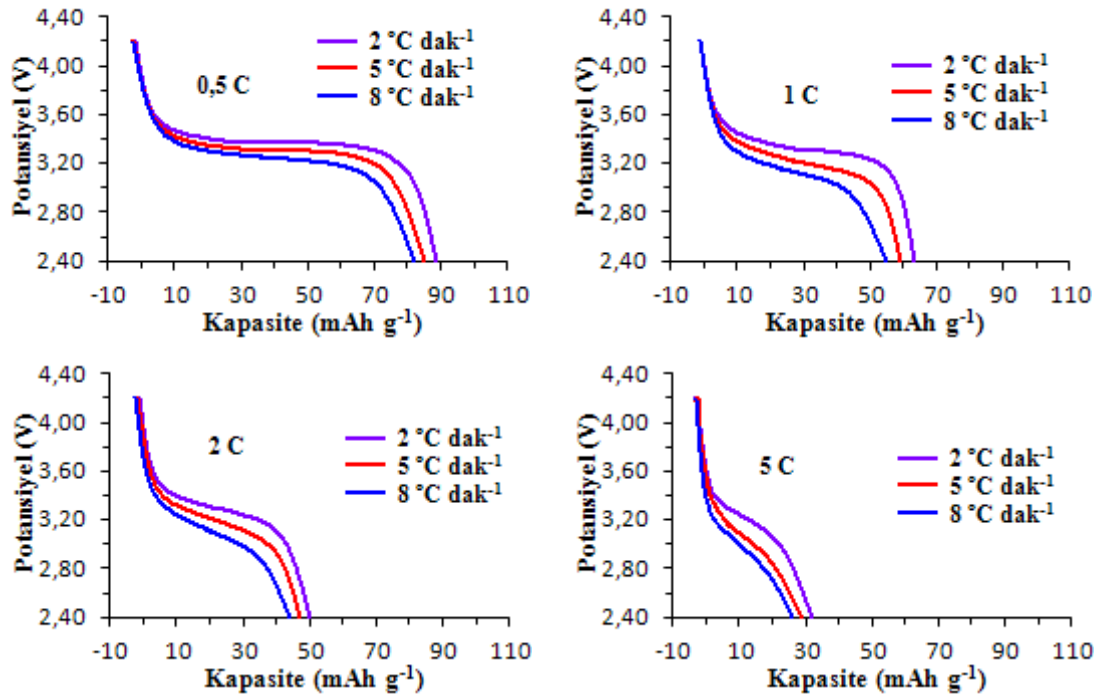 4,40
4,00
3,60
3,20
2,80
2,40
Potansiyel (V)
0,5 C
2 °C dak⁻¹
5 °C dak⁻¹
8 °C dak⁻¹
-10 10 30 50 70 90 110
Kapasite (mAh g⁻¹)
4,40
4,00
3,60
3,20
2,80
2,40
Potansiyel (V)
1 C
2 °C dak⁻¹
5 °C dak⁻¹
8 °C dak⁻¹
-10 10 30 50 70 90 110
Kapasite (mAh g⁻¹)
4,40
4,00
3,60
3,20
2,80
2,40
Potansiyel (V)
2 C
2 °C dak⁻¹
5 °C dak⁻¹
8 °C dak⁻¹
-10 10 30 50 70 90 110
Kapasite (mAh g⁻¹)
4,40
4,00
3,60
3,20
2,80
2,40
Potansiyel (V)
5 C
2 °C dak⁻¹
5 °C dak⁻¹
8 °C dak⁻¹
-10 10 30 50 70 90 110
Kapasite (mAh g⁻¹)